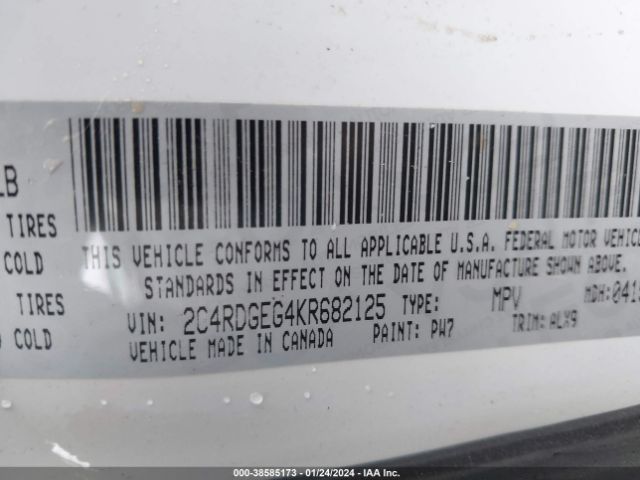 LB
TIRES
COLD
TIRES
COLD
THIS VEHICLE CONFORMS TO ALL APPLICABLE U.S.A. FEDERAL MOTOR VEHICLE
STANDARDS IN EFFECT ON THE DATE OF MANUFACTURE SHOWN ABOVE.
VIN: 2C4RDGEG4KR682125 TYPE: MPV MDH:041
VEHICLE MADE IN CANADA PAINT: PW7 TRIM: ALX9
000-38585173 - 01/24/2024 - IAA Inc.